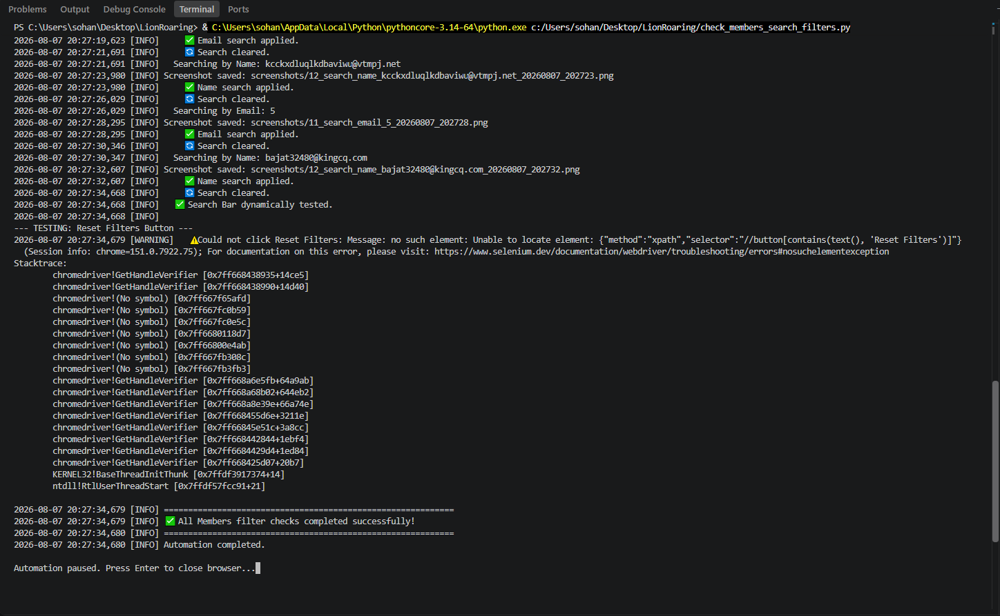 Problems Output Debug Console Terminal Ports
PS C:\Users\sohan\Desktop\LionRoaring> & C:\Users\sohan\AppData\Local\Python\pythoncore-3.14-64\python.exe c:/Users/sohan/Desktop/LionRoaring/check_members_search_filters.py
2026-08-07 20:27:19,623 [INFO] ✅ Email search applied.
2026-08-07 20:27:21,691 [INFO] 🔄 Search cleared.
2026-08-07 20:27:21,691 [INFO] Searching by Name: kcckxdluqlkdbaviwu@vtmpj.net
2026-08-07 20:27:23,980 [INFO] Screenshot saved: screenshots/12_search_name_kcckxdluqlkdbaviwu@vtmpj.net_20260807_202723.png
2026-08-07 20:27:23,980 [INFO] ✅ Name search applied.
2026-08-07 20:27:26,029 [INFO] 🔄 Search cleared.
2026-08-07 20:27:26,029 [INFO] Searching by Email: 5
2026-08-07 20:27:28,295 [INFO] Screenshot saved: screenshots/11_search_email_5_20260807_202728.png
2026-08-07 20:27:28,295 [INFO] ✅ Email search applied.
2026-08-07 20:27:30,346 [INFO] 🔄 Search cleared.
2026-08-07 20:27:30,347 [INFO] Searching by Name: bajat32480@kingcq.com
2026-08-07 20:27:32,607 [INFO] Screenshot saved: screenshots/12_search_name_bajat32480@kingcq.com_20260807_202732.png
2026-08-07 20:27:32,607 [INFO] ✅ Name search applied.
2026-08-07 20:27:34,668 [INFO] 🔄 Search cleared.
2026-08-07 20:27:34,668 [INFO] ✅ Search Bar dynamically tested.
2026-08-07 20:27:34,668 [INFO]
--- TESTING: Reset Filters Button ---
2026-08-07 20:27:34,679 [WARNING] ⚠️Could not click Reset Filters: Message: no such element: Unable to locate element: {"method":"xpath","selector":"//button[contains(text(), 'Reset Filters')]"}
(Session info: chrome=151.0.7922.75); For documentation on this error, please visit: https://www.selenium.dev/documentation/webdriver/troubleshooting/errors#nosuchelementexception
Stacktrace:
chromedriver!GetHandleVerifier [0x7ff668438935+14ce5]
chromedriver!GetHandleVerifier [0x7ff668438990+14d40]
chromedriver!(No symbol) [0x7ff667f65afd]
chromedriver!(No symbol) [0x7ff667fc0b59]
chromedriver!(No symbol) [0x7ff667fc0e5c]
chromedriver!(No symbol) [0x7ff6680118d7]
chromedriver!(No symbol) [0x7ff66800e4ab]
chromedriver!(No symbol) [0x7ff667fb308c]
chromedriver!(No symbol) [0x7ff667fb3fb3]
chromedriver!GetHandleVerifier [0x7ff668a6e5fb+64a9ab]
chromedriver!GetHandleVerifier [0x7ff668a68b02+644eb2]
chromedriver!GetHandleVerifier [0x7ff668a8e39e+66a74e]
chromedriver!GetHandleVerifier [0x7ff668455d6e+3211e]
chromedriver!GetHandleVerifier [0x7ff66845e51c+3a8cc]
chromedriver!GetHandleVerifier [0x7ff668442844+1ebf4]
chromedriver!GetHandleVerifier [0x7ff6684429d4+1ed84]
chromedriver!GetHandleVerifier [0x7ff668425d07+20b7]
KERNEL32!BaseThreadInitThunk [0x7ffdf3917374+14]
ntdll!RtlUserThreadStart [0x7ffdf57fcc91+21]
2026-08-07 20:27:34,679 [INFO] ============================================================
2026-08-07 20:27:34,679 [INFO] ✅ All Members filter checks completed successfully!
2026-08-07 20:27:34,680 [INFO] ============================================================
2026-08-07 20:27:34,680 [INFO] Automation completed.
Automation paused. Press Enter to close browser...